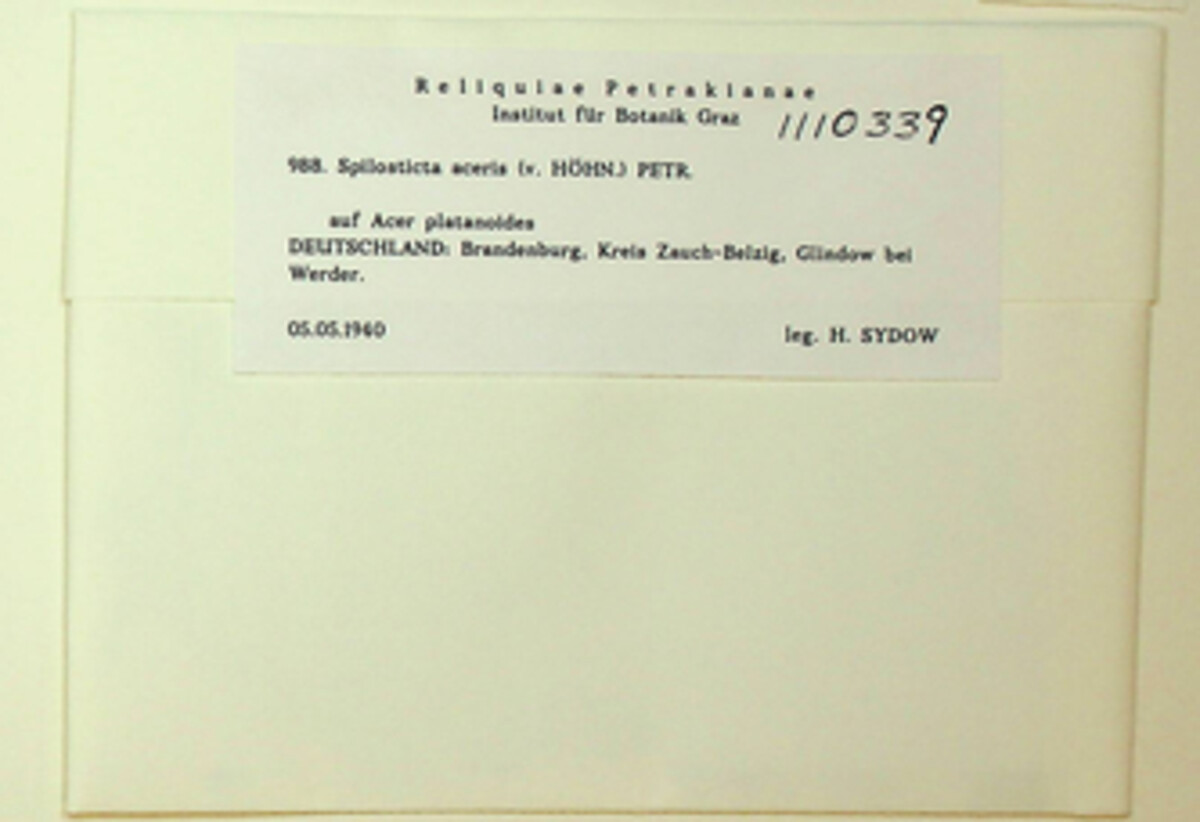 Reliquiae Petrakianae
Institut für Botanik Graz 1110339
988. Spilosticta aceris (v. HÖHN.) PETR.
auf Acer platanoides
DEUTSCHLAND: Brandenburg, Kreis Zauch-Belzig, Glindow bei
Werder.
05.05.1940 leg. H. SYDOW